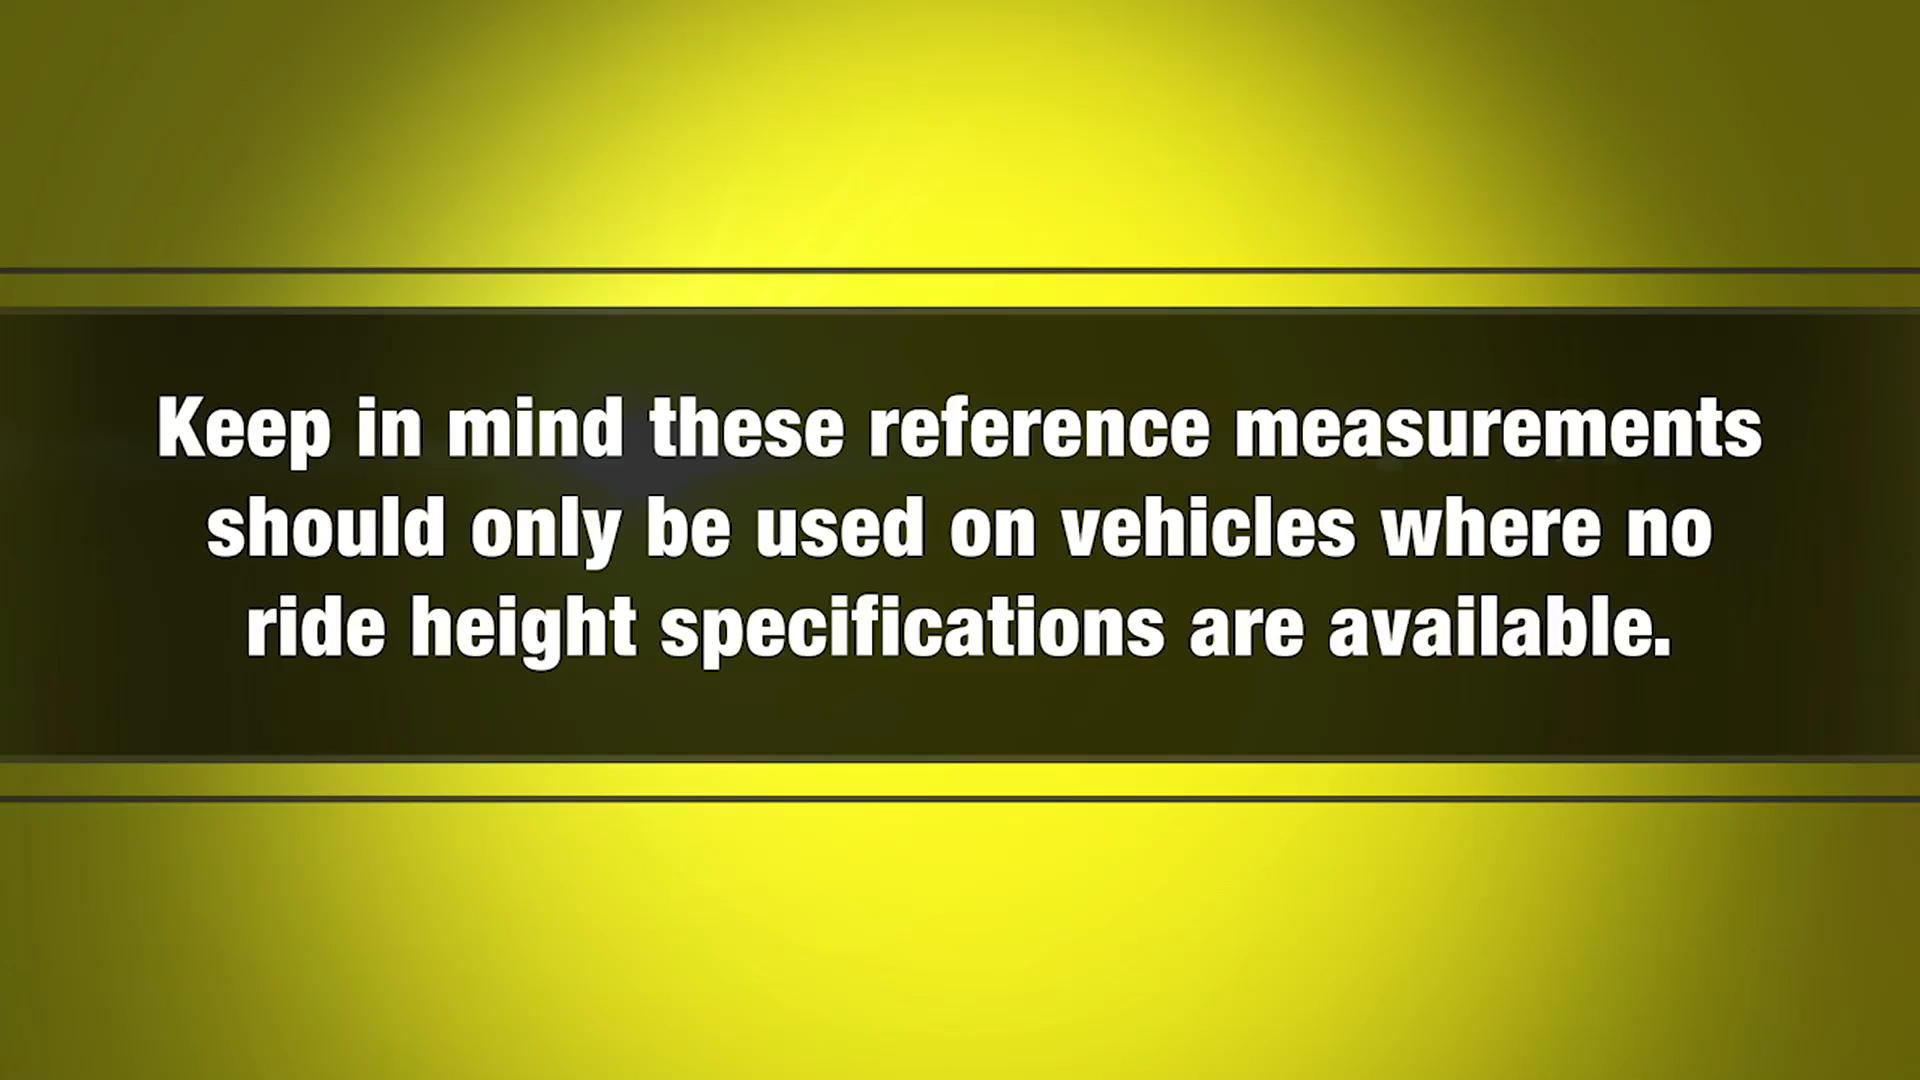 Keep in mind these reference measurements
should only be used on vehicles where no
ride height specifications are available.